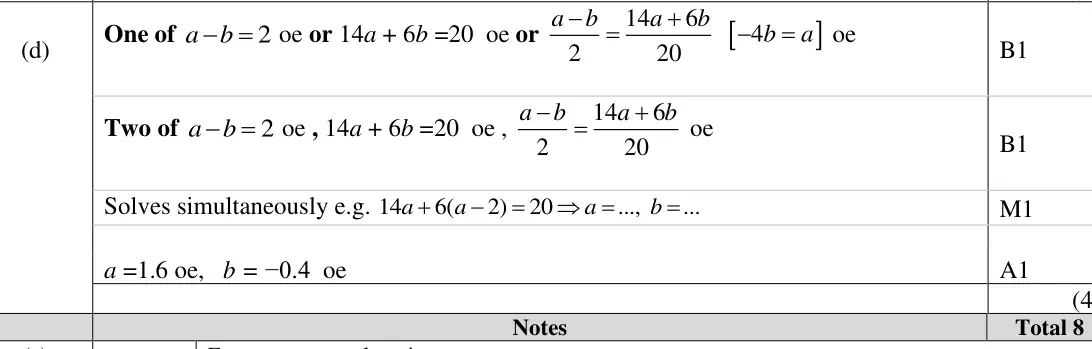 (d)
One of a − b = 2 oe or 14a + 6b =20 oe or (a − b)/2 = (14a + 6b)/20 [−4b = a] oe
B1
Two of a − b = 2 oe , 14a + 6b =20 oe , (a − b)/2 = (14a + 6b)/20 oe
B1
Solves simultaneously e.g. 14a + 6(a − 2) = 20 ⇒ a = ..., b = ...
M1
a =1.6 oe, b = −0.4 oe
A1
(4
Notes
Total 8